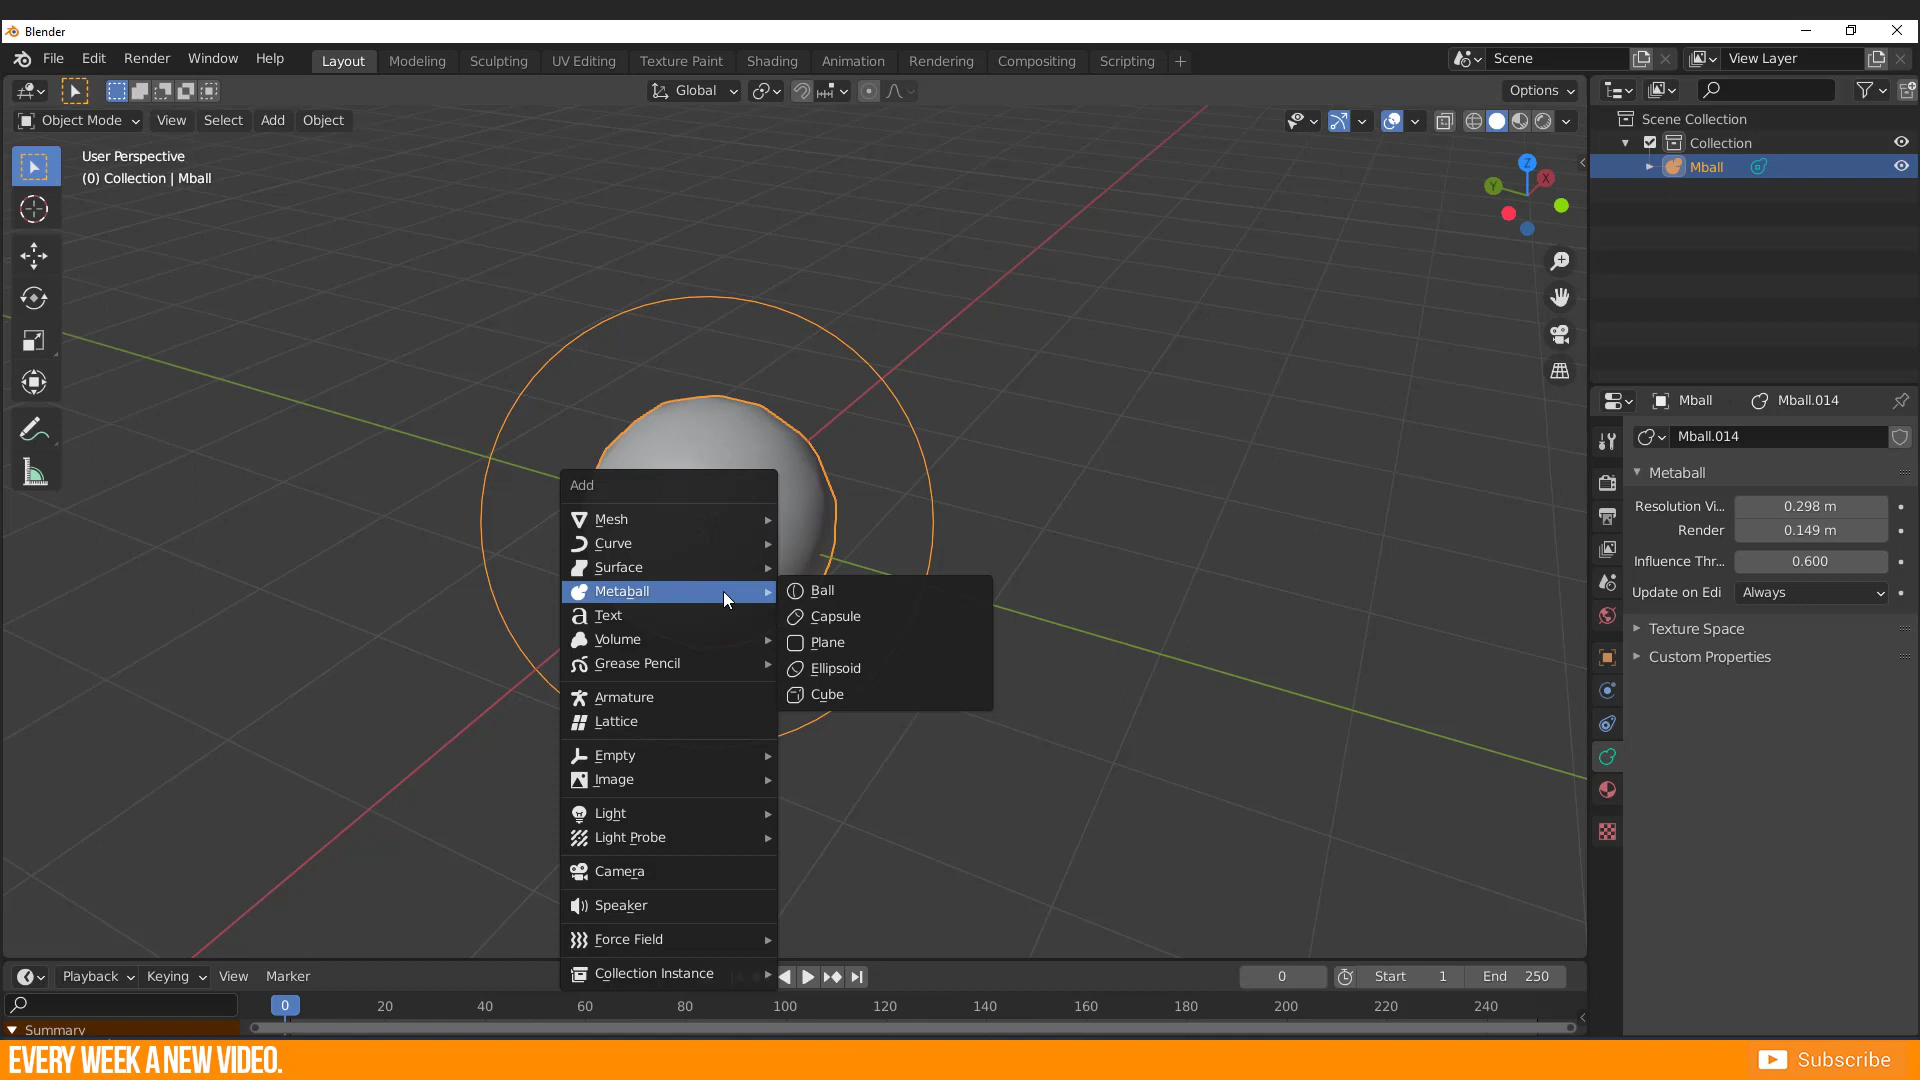 Blender
File Edit Render Window Help Layout Modeling Sculpting UV Editing Texture Paint Shading Animation Rendering Compositing Scripting + Scene View Layer
Global Options
Object Mode View Select Add Object
User Perspective
(0) Collection | Mball
Z
X
Y
Scene Collection
Collection
Mball
Mball Mball.014
Mball.014
Metaball
Resolution Vi... 0.298 m
Render 0.149 m
Influence Thr... 0.600
Update on Edi Always
Texture Space
Custom Properties
Add
Mesh
Curve
Surface
Metaball
Text
Volume
Grease Pencil
Armature
Lattice
Empty
Image
Light
Light Probe
Camera
Speaker
Force Field
Collection Instance
Ball
Capsule
Plane
Ellipsoid
Cube
Playback Keying View Marker 0 Start 1 End 250
0 20 40 60 80 100 120 140 160 180 200 220 240
Summary
EVERY WEEK A NEW VIDEO.
Subscribe